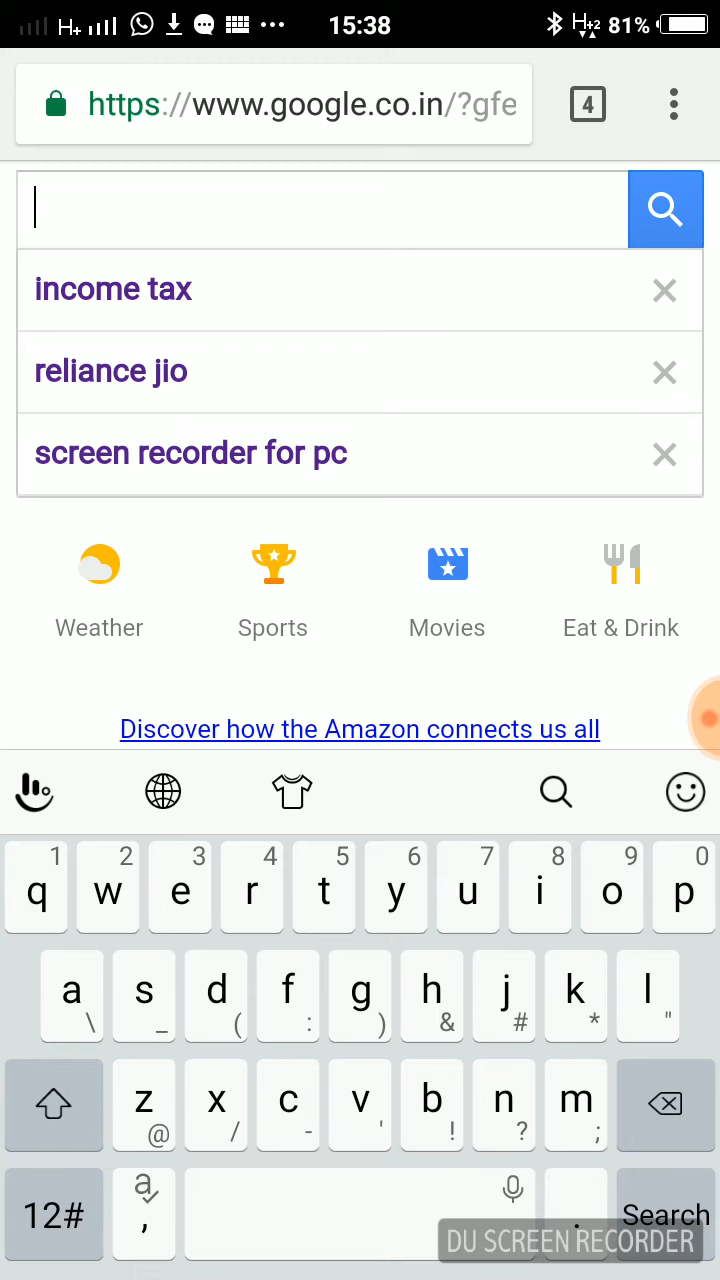 H+ 15:38 H+2 81%
https://www.google.co.in/?gfe 4
income tax
reliance jio
screen recorder for pc
Weather Sports Movies Eat & Drink
Discover how the Amazon connects us all
1 2 3 4 5 6 7 8 9 0
q w e r t y u i o p
a s d f g h j k l
\ _ ( : ) & # * "
z x c v b n m
@ / - ' ! ? ;
12# a , . Search
DU SCREEN RECORDER